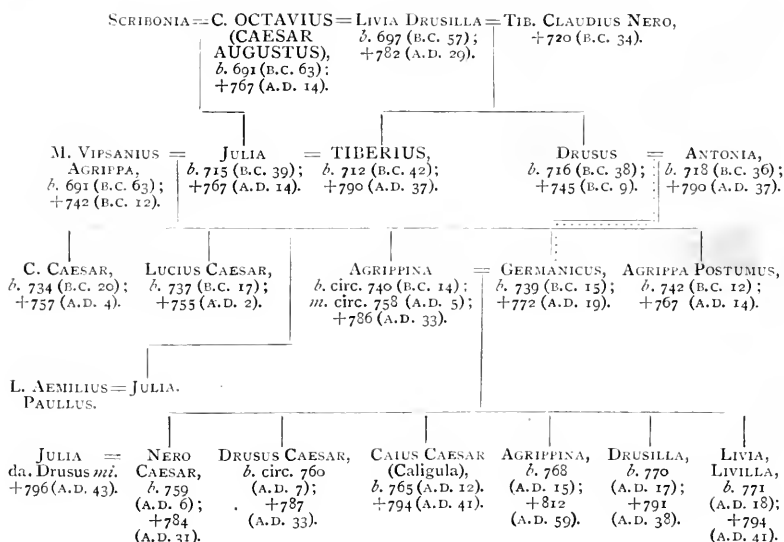 SCRIBONIA = C. OCTAVIUS = LIVIA DRUSILLA = TIB. CLAUDIUS NERO,
(CAESAR AUGUSTUS),
b. 691 (B.C. 63);
+767 (A.D. 14).
b. 697 (B.C. 57);
+782 (A.D. 29).
+720 (B.C. 34).
M. VIPSANIUS = JULIA = TIBERIUS,
AGRIPPA,
b. 691 (B.C. 63);
+742 (B.C. 12).
b. 715 (B.C. 39);
+767 (A.D. 14).
b. 712 (B.C. 42);
+790 (A.D. 37).
DRUSUS = ANTONIA,
b. 716 (B.C. 38);
+745 (B.C. 9).
b. 718 (B.C. 36);
+790 (A.D. 37).
C. CAESAR,
b. 734 (B.C. 20);
+757 (A.D. 4).
LUCIUS CAESAR,
b. 737 (B.C. 17);
+755 (A.D. 2).
AGRIPPINA = GERMANICUS,
b. circ. 740 (B.C. 14);
m. circ. 758 (A.D. 5);
+786 (A.D. 33).
b. 739 (B.C. 15);
+772 (A.D. 19).
AGRIPPA POSTUMUS,
b. 742 (B.C. 12);
+767 (A.D. 14).
L. AEMILIUS = JULIA.
PAULLUS.
JULIA = NERO
da. Drusus mi.
+796 (A.D. 43).
CAESAR,
b. 759
(A.D. 6);
+784
(A.D. 31).
DRUSUS CAESAR,
b. circ. 760
(A.D. 7);
+787
(A.D. 33).
CAIUS CAESAR
(Caligula),
b. 765 (A.D. 12).
+794 (A.D. 41).
AGRIPPINA,
b. 768
(A.D. 15);
+812
(A.D. 59).
DRUSILLA,
b. 770
(A.D. 17);
+791
(A.D. 38).
LIVIA,
LIVILLA,
b. 771
(A.D. 18);
+794
(A.D. 41).